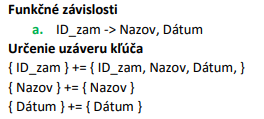 Funkčné závislosti
a. ID_zam -> Nazov, Dátum
Určenie uzáveru kľúča
{ ID_zam } += { ID_zam, Nazov, Dátum, }
{ Nazov } += { Nazov }
{ Dátum } += { Dátum }